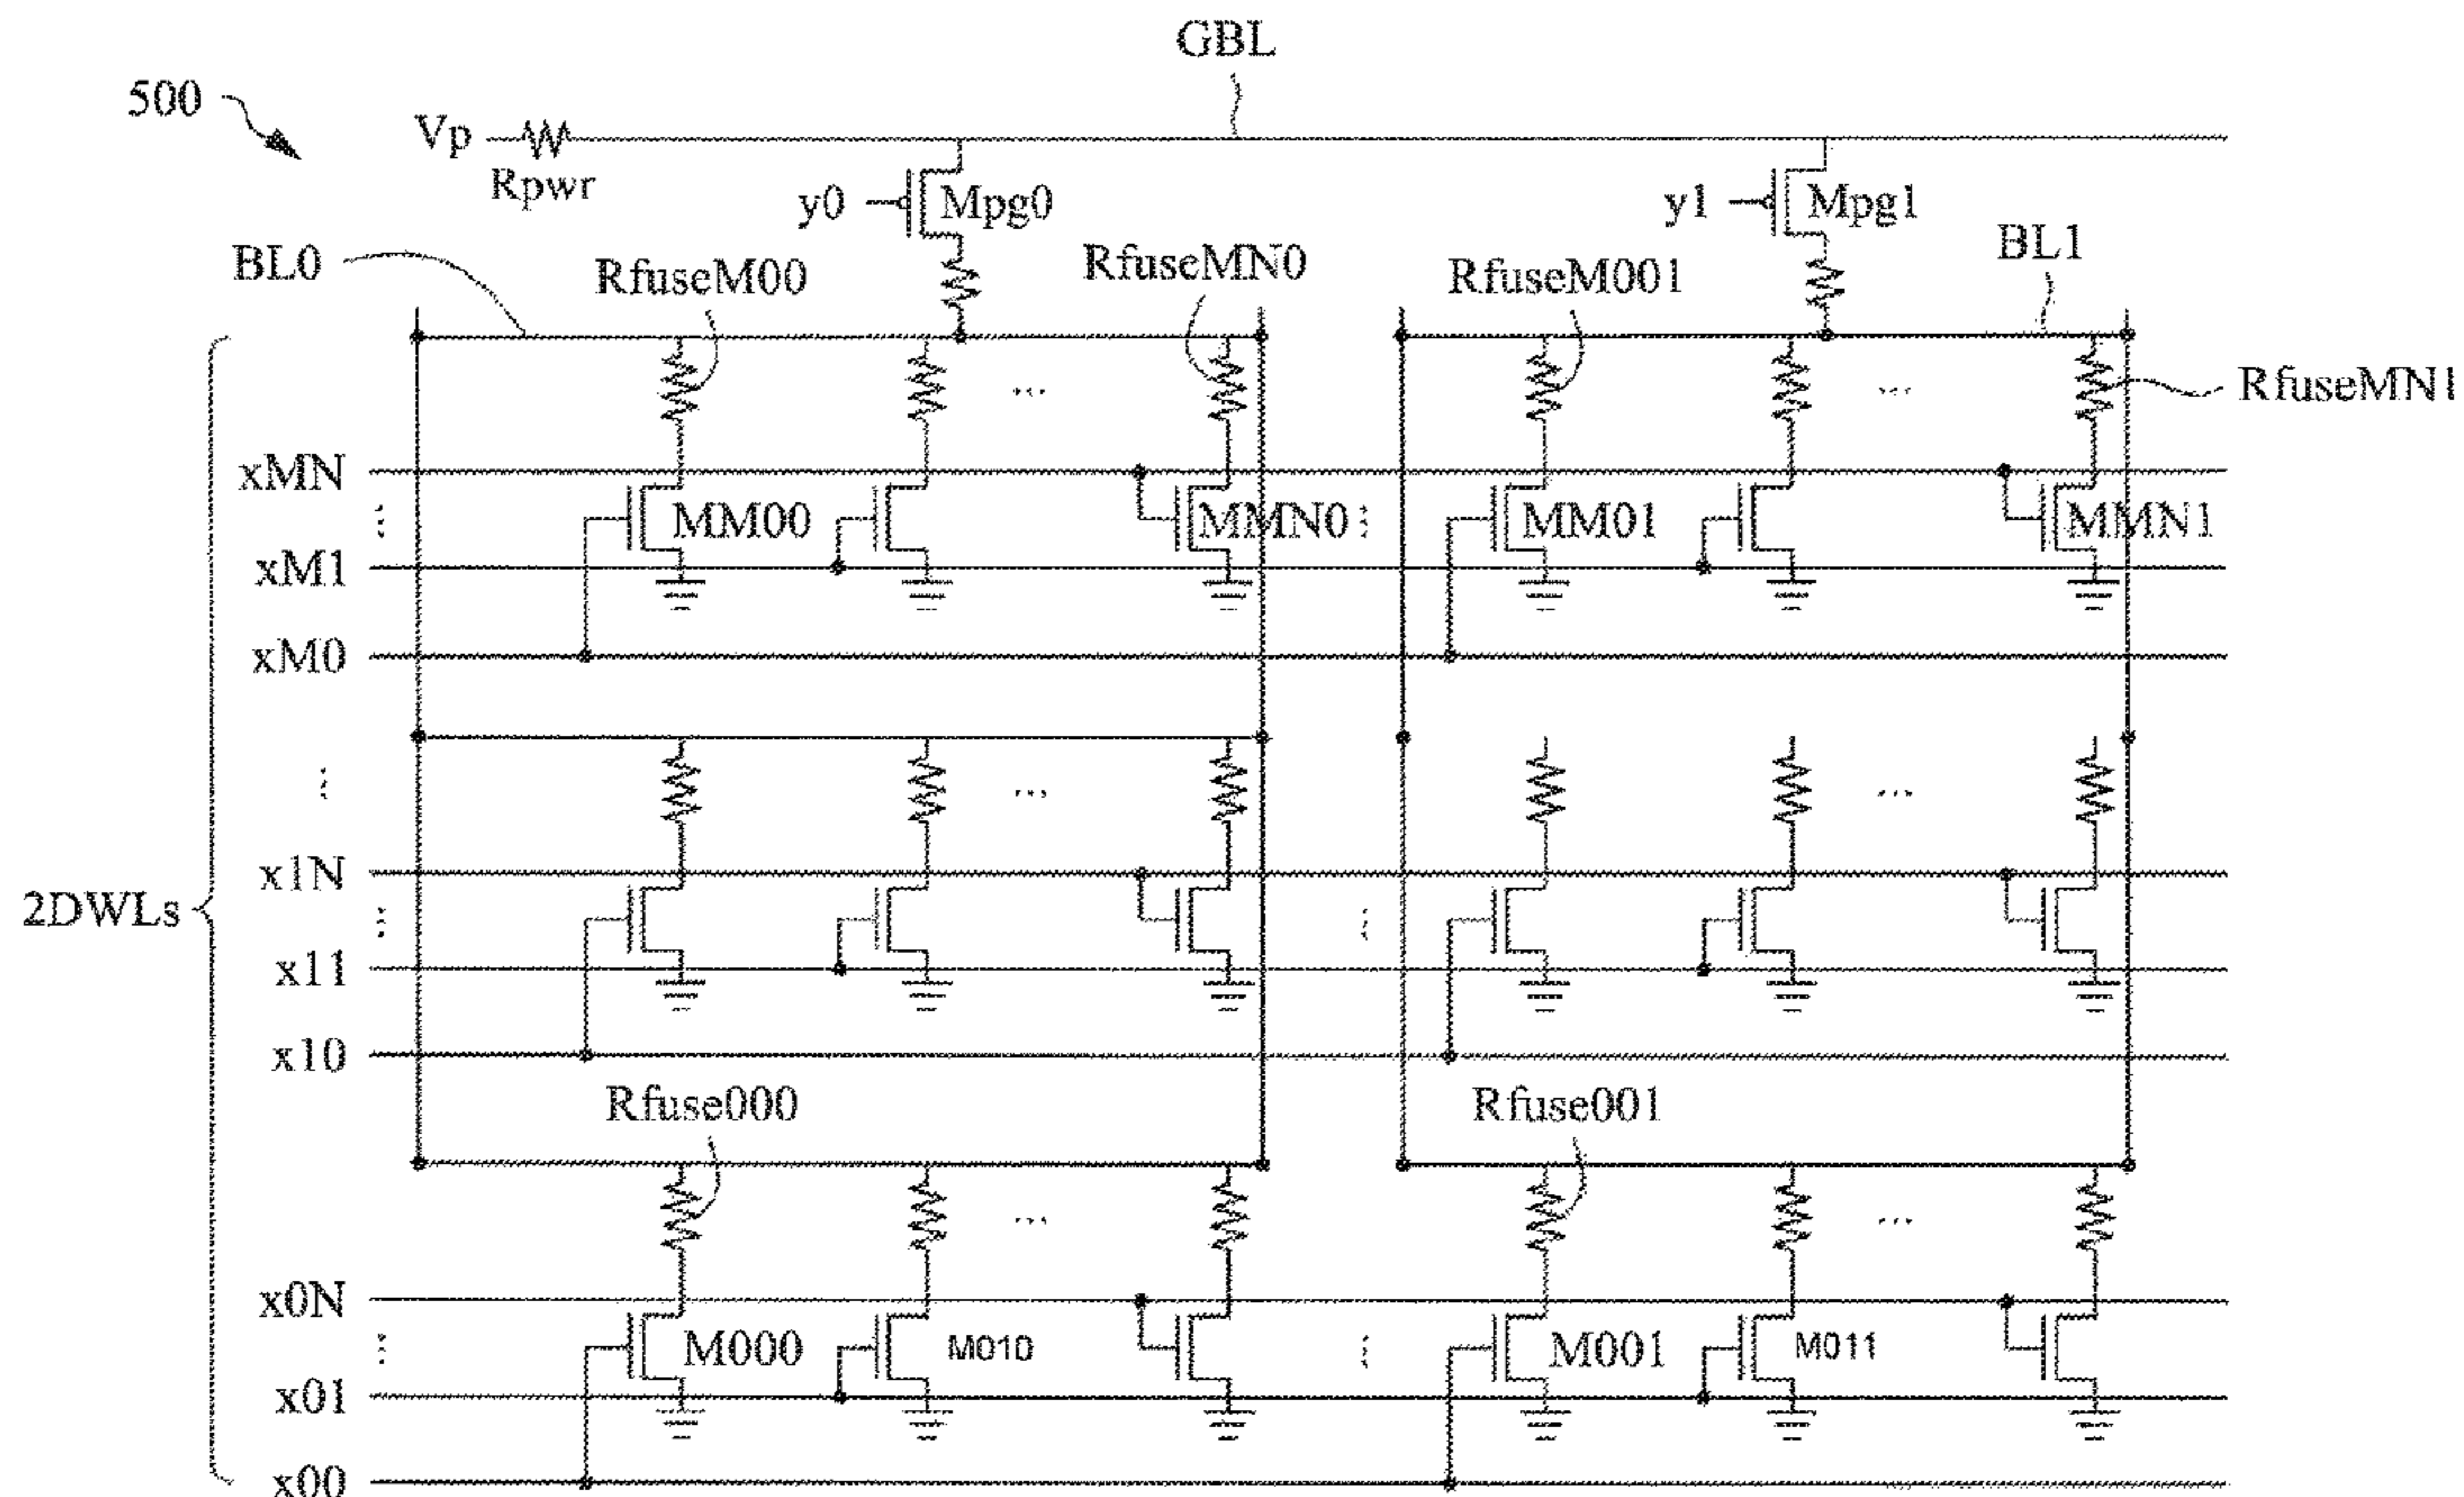 GBL
500
Vp
Rpwr
y0
Mpg0
y1
Mpg1
BL0
RfuseM00
RfuseMN0
RfuseM001
BL1
RfuseMN1
xMN
MM00
MMN0
MM01
MMN1
xM1
xM0
x1N
2DWLs
x11
x10
Rfuse000
Rfuse001
x0N
M000
M010
M001
M011
x01
x00